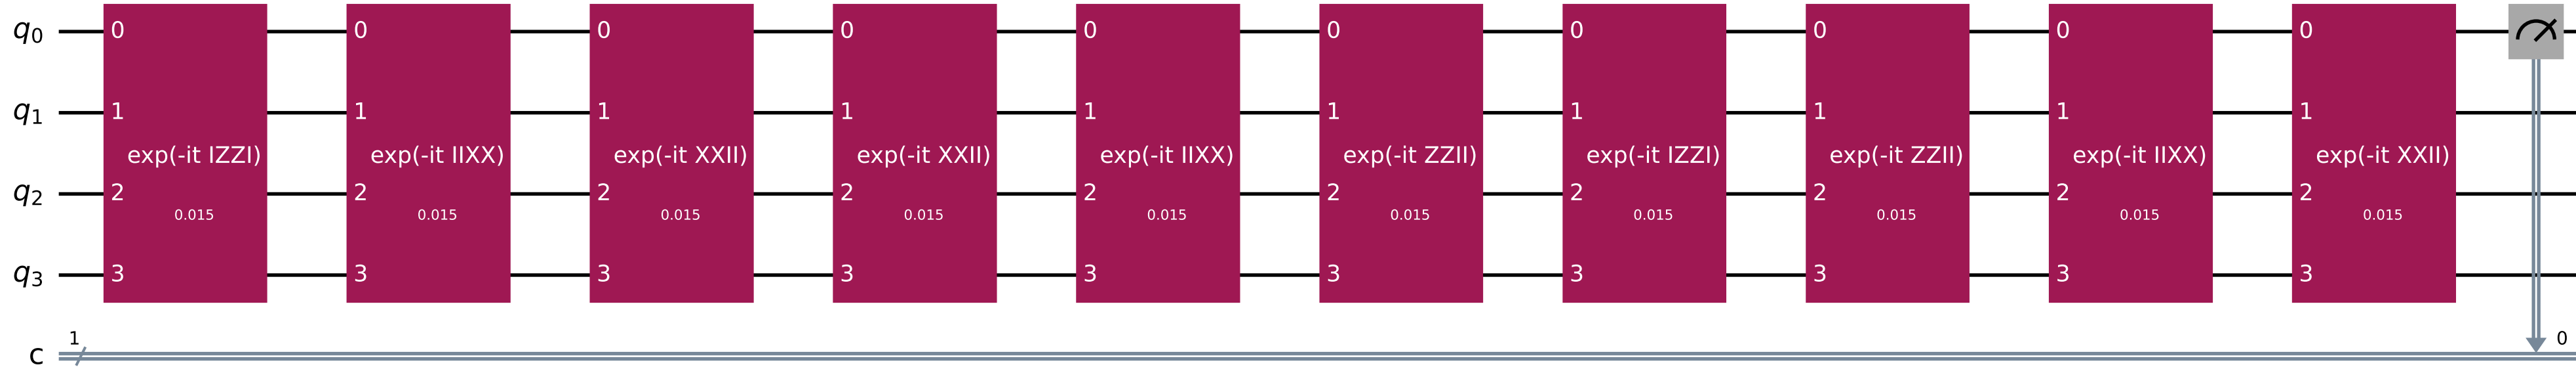 q0 0 0 0 0 0 0 0 0 0 0
q1 1 1 1 1 1 1 1 1 1 1
exp(-it IZZI) exp(-it IIXX) exp(-it XXII) exp(-it XXII) exp(-it IIXX) exp(-it ZZII) exp(-it IZZI) exp(-it ZZII) exp(-it IIXX) exp(-it XXII)
q2 2 2 2 2 2 2 2 2 2 2
0.015 0.015 0.015 0.015 0.015 0.015 0.015 0.015 0.015 0.015
q3 3 3 3 3 3 3 3 3 3 3
1 0
c